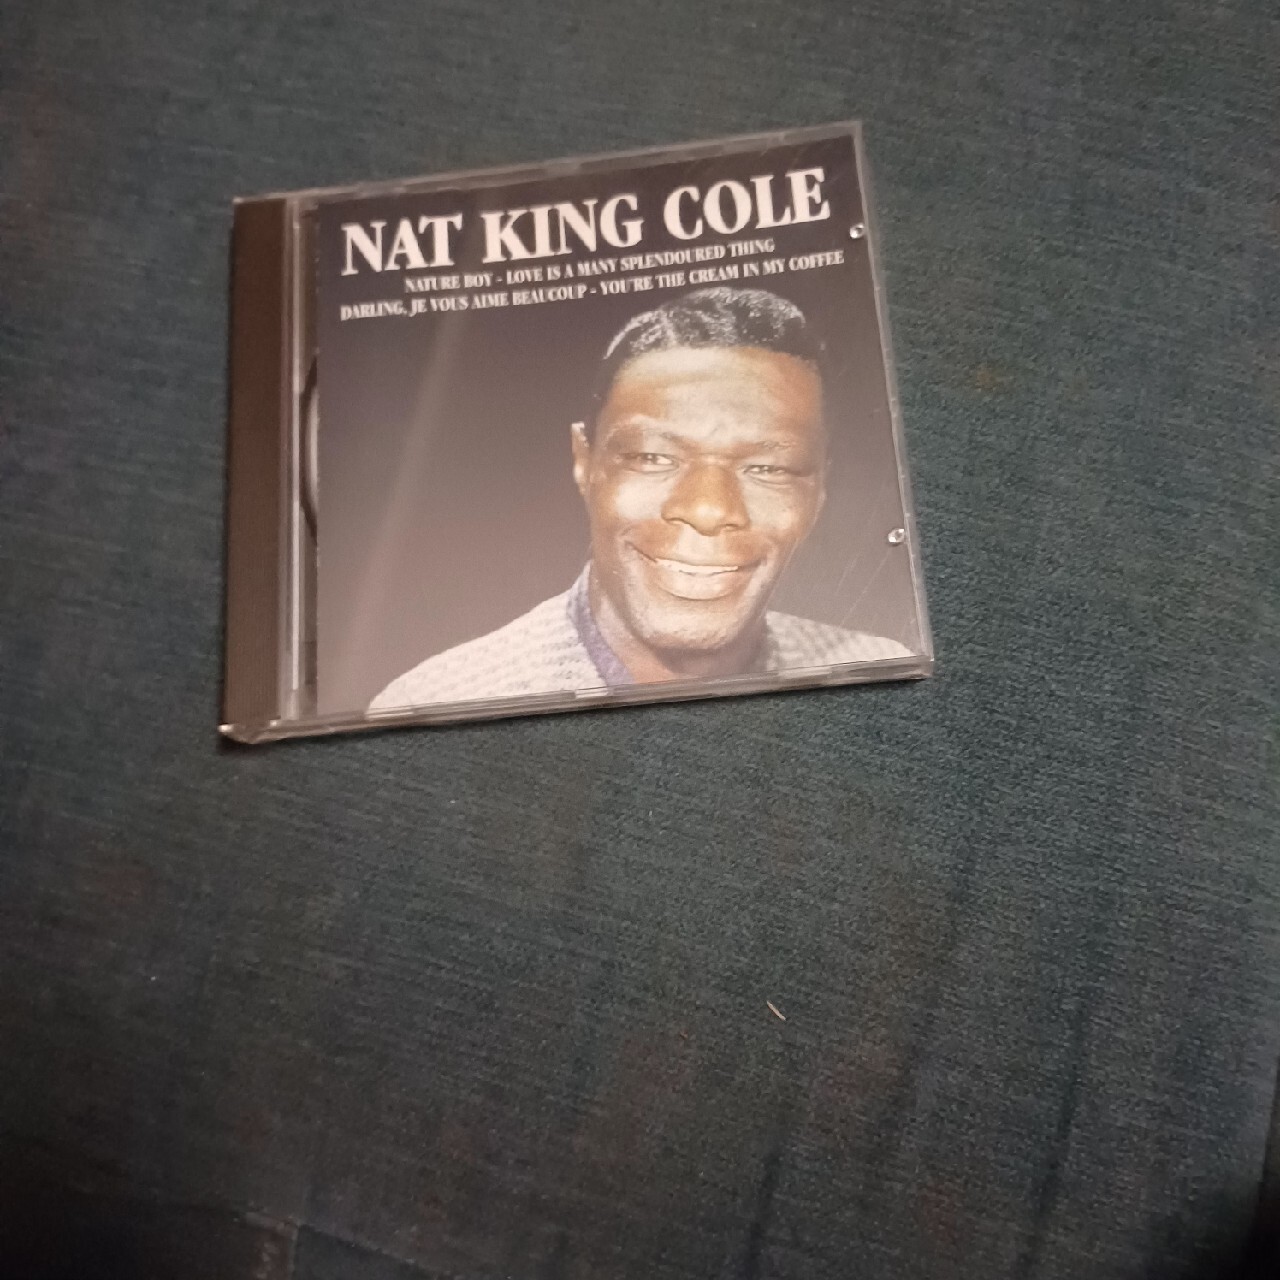 NAT KING COLE
NATURE BOY - LOVE IS A MANY SPLENDOURED THING
DARLING, JE VOUS AIME BEAUCOUP - YOU'RE THE CREAM IN MY COFFEE